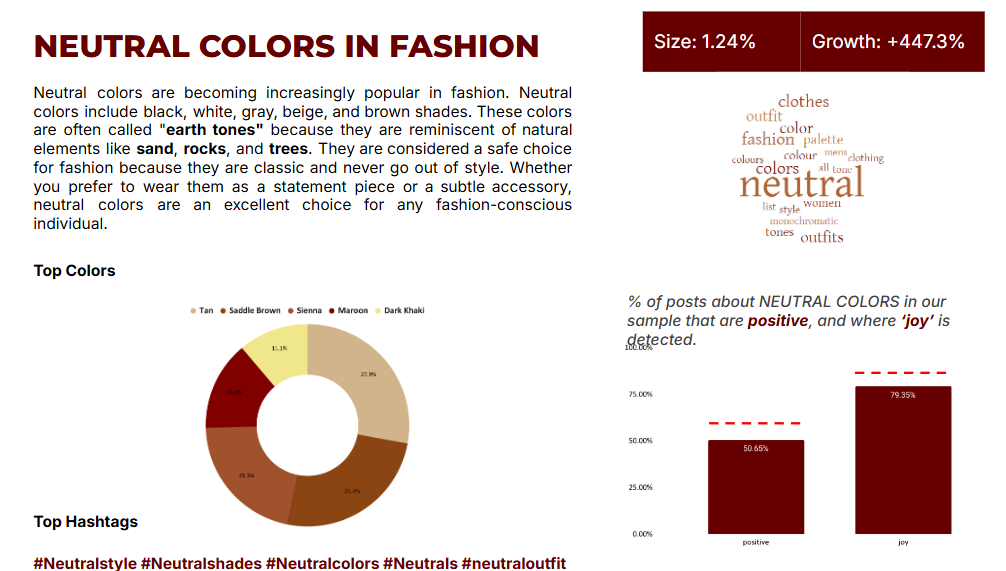 NEUTRAL COLORS IN FASHION
Size: 1.24%
Growth: +447.3%
Neutral colors are becoming increasingly popular in fashion. Neutral
colors include black, white, gray, beige, and brown shades. These colors
are often called "earth tones" because they are reminiscent of natural
elements like sand, rocks, and trees. They are considered a safe choice
for fashion because they are classic and never go out of style. Whether
you prefer to wear them as a statement piece or a subtle accessory,
neutral colors are an excellent choice for any fashion-conscious
individual.
clothes
outfit
color
fashion palette
colours colour mens clothing
colors all tone
neutral
list style women
monochromatic
tones outfits
Top Colors
Tan Saddle Brown Sienna Maroon Dark Khaki
11.1%
27.9%
% of posts about NEUTRAL COLORS in our
sample that are positive, and where ‘joy’ is
detected.
100.00%
75.00%
50.00%
25.00%
0.00%
50.65%
79.35%
positive
joy
Top Hashtags
#Neutralstyle #Neutralshades #Neutralcolors #Neutrals #neutraloutfit